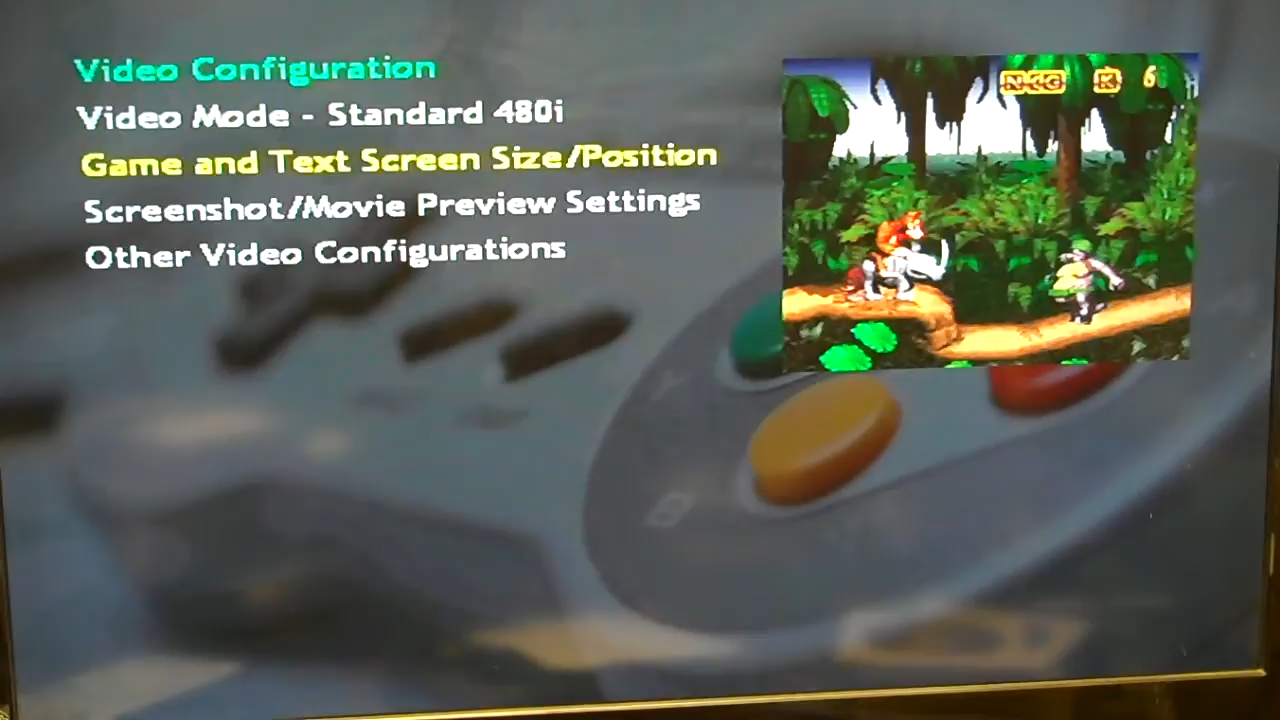 Video Configuration
Video Mode - Standard 480i
Game and Text Screen Size/Position
Screenshot/Movie Preview Settings
Other Video Configurations
K 6